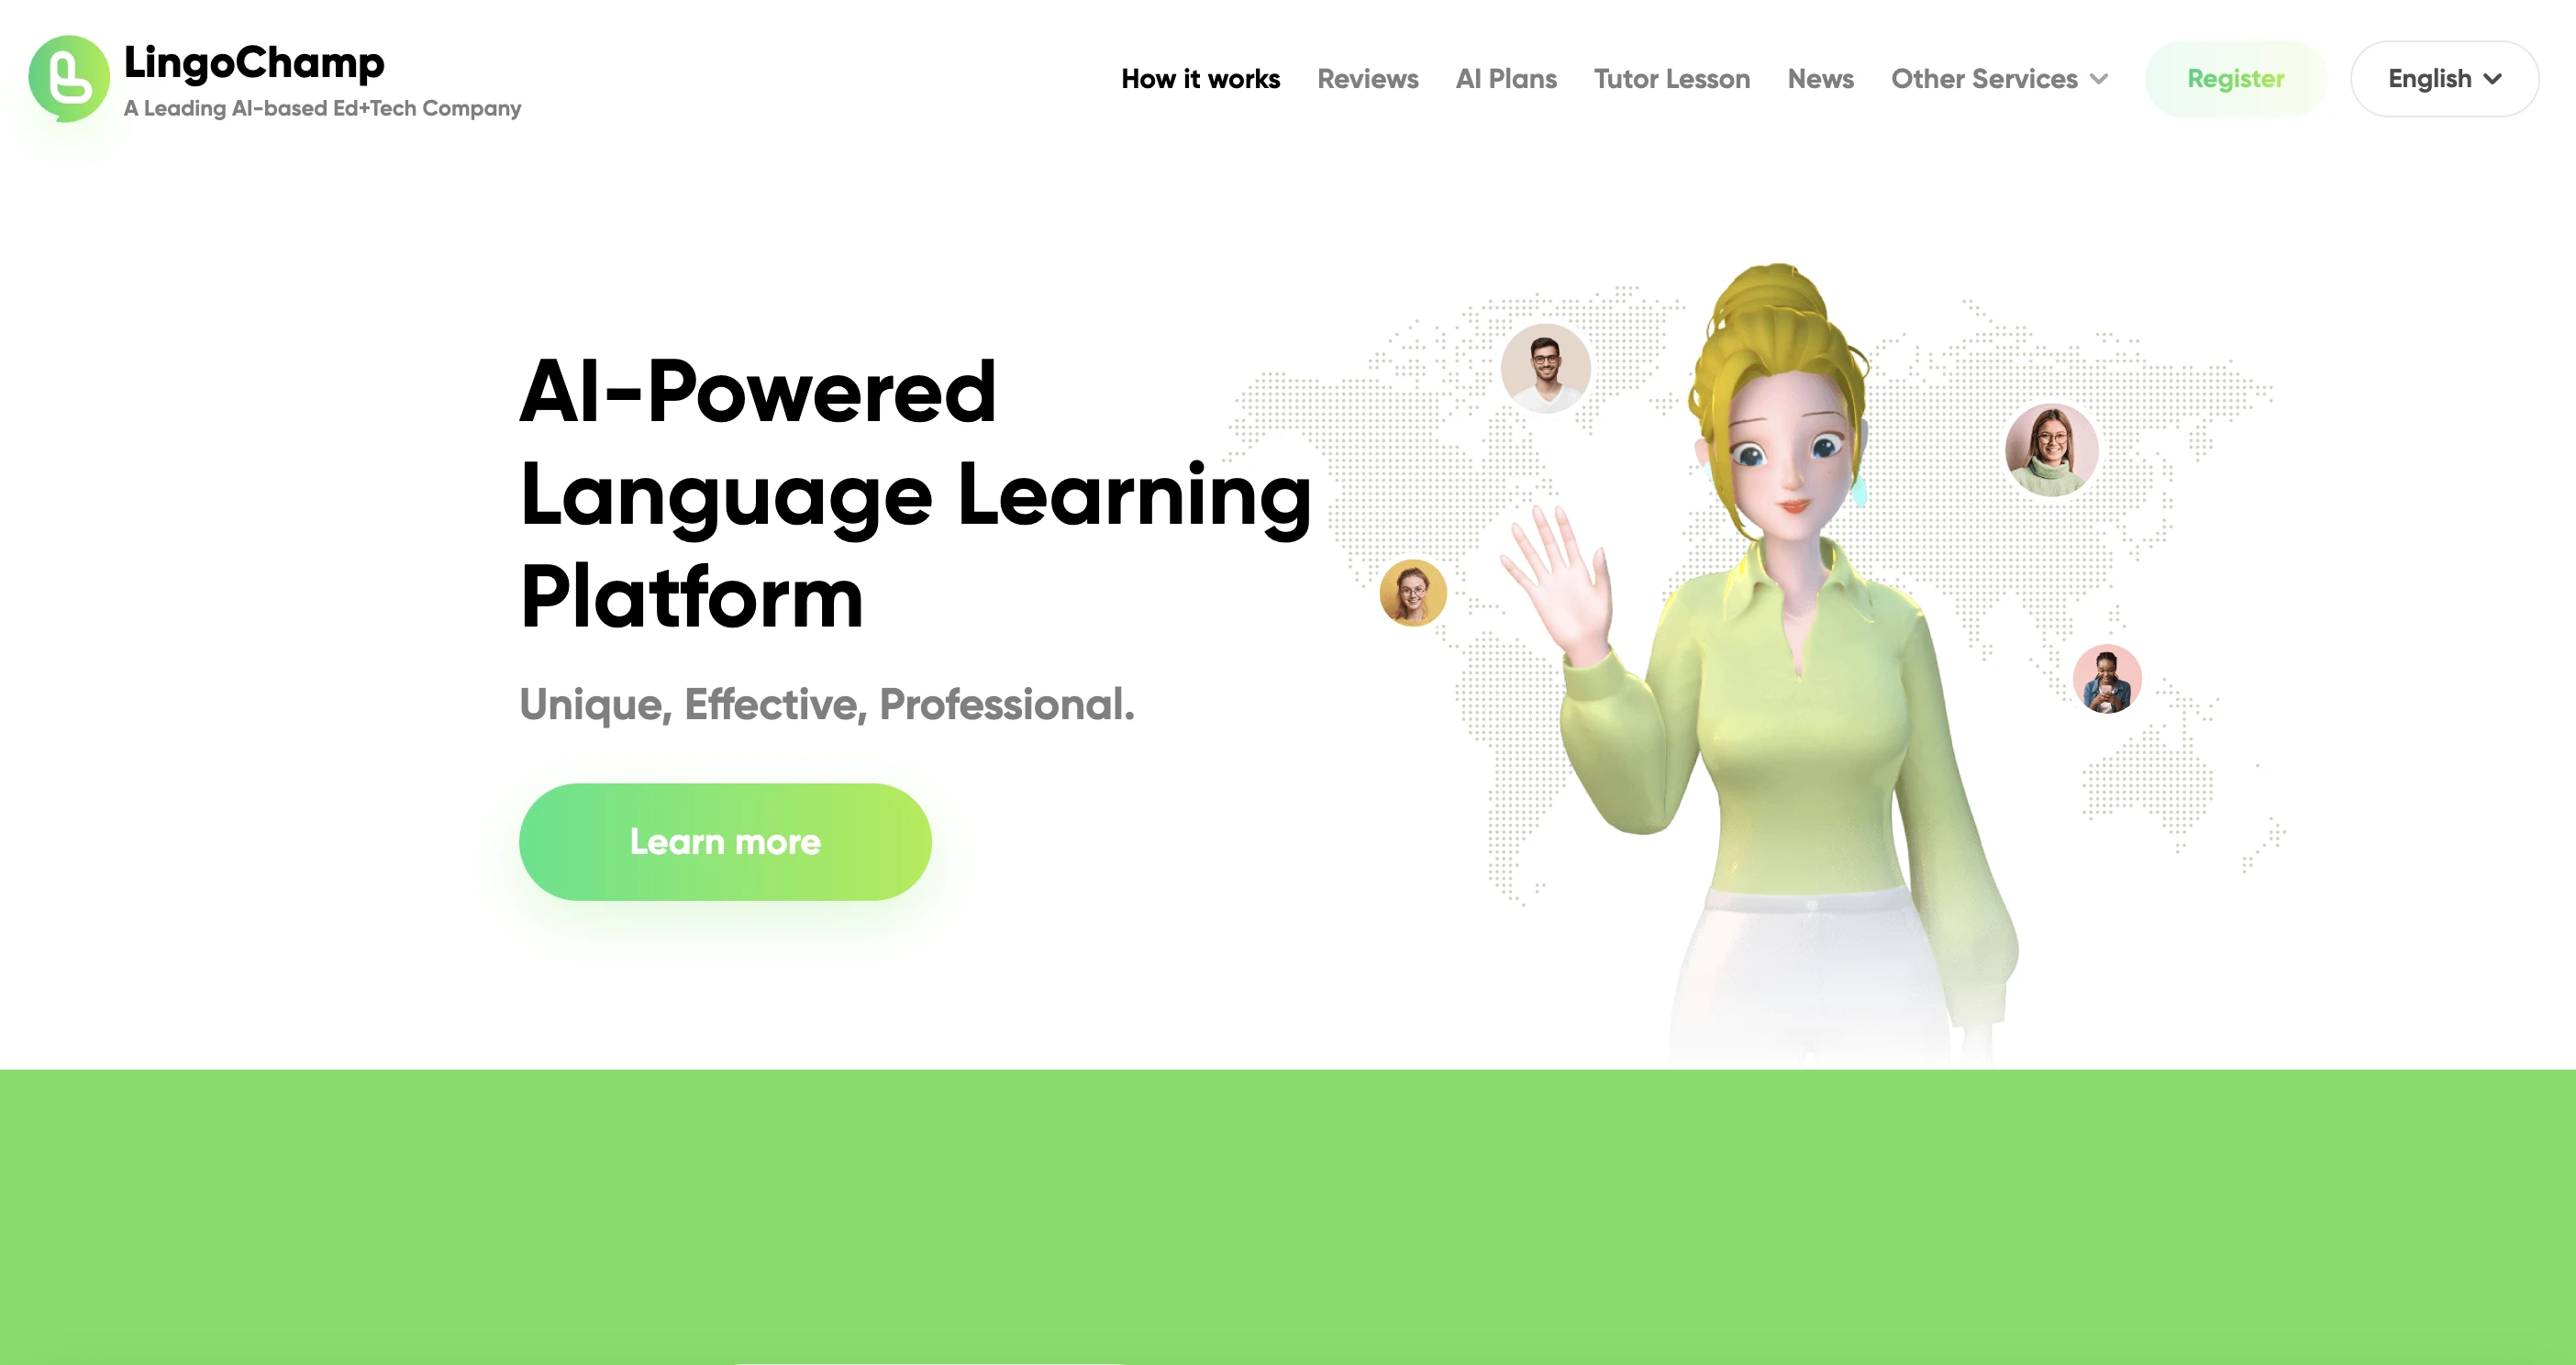 LingoChamp
A Leading AI-based Ed+Tech Company
How it works
Reviews
AI Plans
Tutor Lesson
News
Other Services
Register
English
AI-Powered
Language Learning
Platform
Unique, Effective, Professional.
Learn more